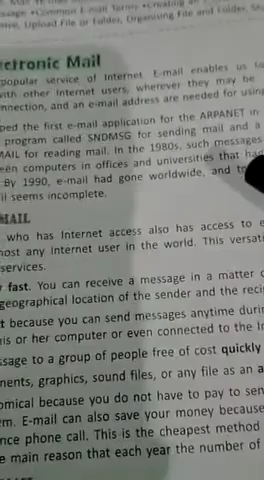 ssage •Common E-mail Terms •Creating an
ive, Upload File or Folder, Organising File and Folder,
ectronic Mail
popular service of Internet. E-mail enables us to
with other Internet users, wherever they may be
nnection, and an e-mail address are needed for using
ped the first e-mail application for the ARPANET in
program called SNDMSG for sending mail and a
MAIL for reading mail. In the 1980s, such messages
een computers in offices and universities that had
By 1990, e-mail had gone worldwide, and
il seems incomplete.
MAIL
who has Internet access also has access to e
most any Internet user in the world. This versati
services.
fast. You can receive a message in a matter
geographical location of the sender and the reci
t because you can send messages anytime duri
his or her computer or even connected to the In
ssage to a group of people free of cost quickly
ments, graphics, sound files, or any file as an a
omical because you do not have to pay to sen
em. E-mail can also save your money because
nce phone call. This is the cheapest method
e main reason that each year the number of